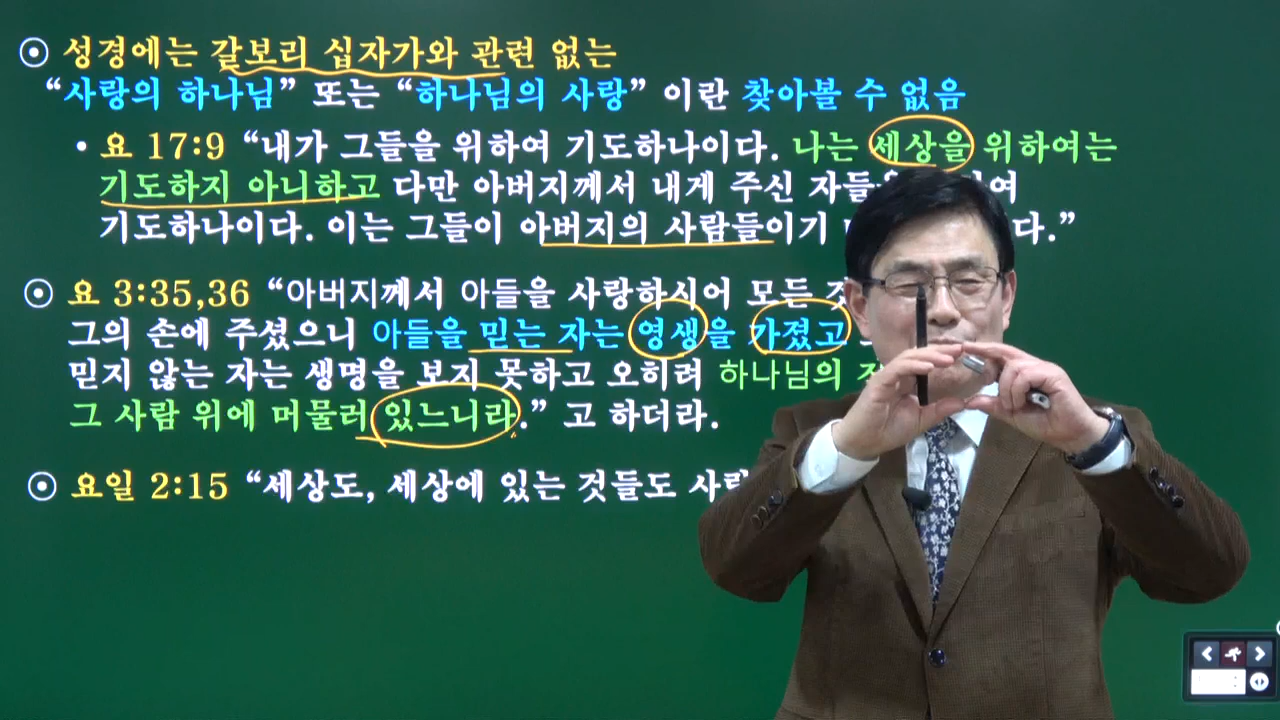 ⊙ 성경에는 갈보리 십자가와 관련 없는
“사랑의 하나님” 또는 “하나님의 사랑” 이란 찾아볼 수 없음
• 요 17:9 “내가 그들을 위하여 기도하나이다. 나는 세상을 위하여는
기도하지 아니하고 다만 아버지께서 내게 주신 자들을
기도하나이다. 이는 그들이 아버지의 사람들이기
⊙ 요 3:35,36 “아버지께서 아들을 사랑하시어 모든
그의 손에 주셨으니 아들을 믿는 자는 영생을 가졌고
믿지 않는 자는 생명을 보지 못하고 오히려 하나님의
그 사람 위에 머물러 있느니라.” 고 하더라.
⊙ 요일 2:15 “세상도, 세상에 있는 것들도